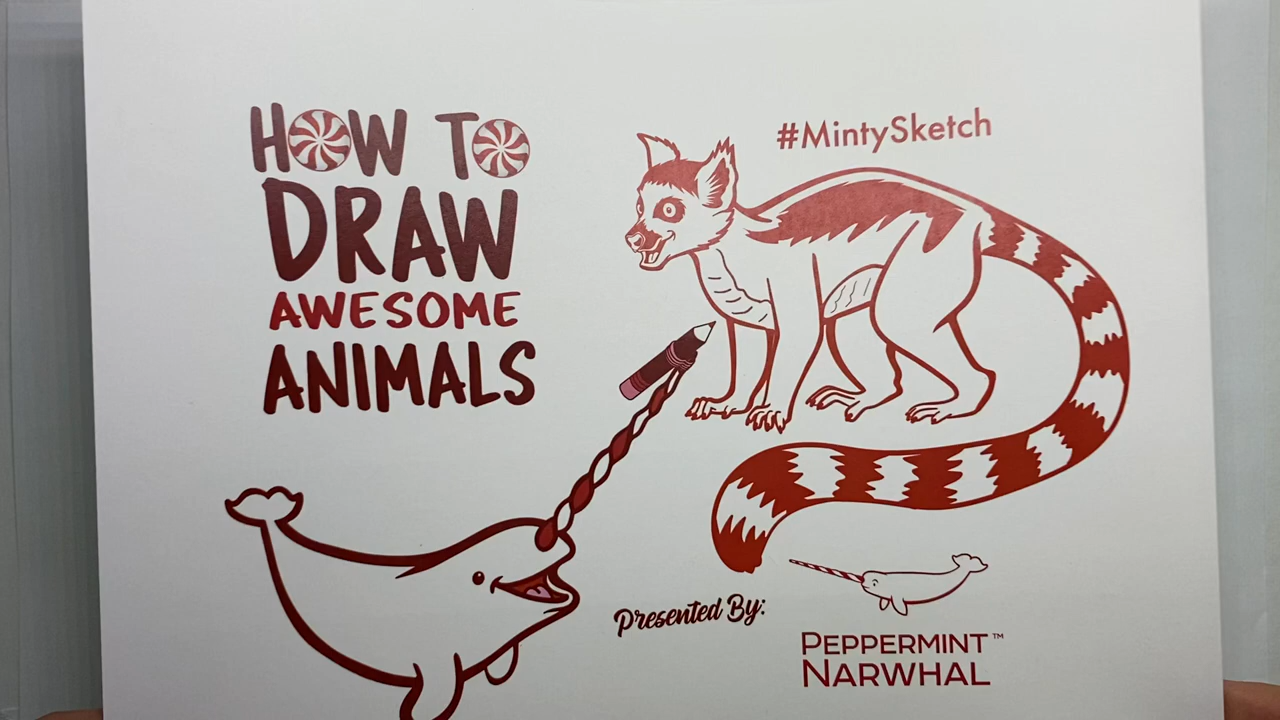 HOW TO
DRAW
AWESOME
ANIMALS
#MintySketch
Presented By:
PEPPERMINT™
NARWHAL